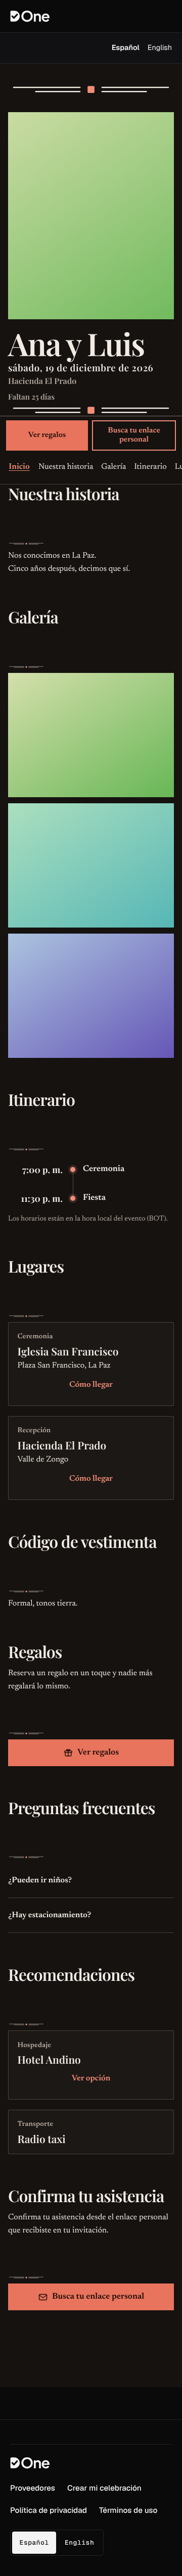 One
Español English
Ana y Luis
sábado, 19 de diciembre de 2026
Hacienda El Prado
Faltan 25 días
Ver regalos
Busca tu enlace
personal
Inicio Nuestra historia Galería Itinerario Lu
Nuestra historia
Nos conocimos en La Paz.
Cinco años después, decimos que sí.
Galería
Itinerario
7:00 p. m. Ceremonia
11:30 p. m. Fiesta
Los horarios están en la hora local del evento (BOT).
Lugares
Ceremonia
Iglesia San Francisco
Plaza San Francisco, La Paz
Cómo llegar
Recepción
Hacienda El Prado
Valle de Zongo
Cómo llegar
Código de vestimenta
Formal, tonos tierra.
Regalos
Reserva un regalo en un toque y nadie más
regalará lo mismo.
Ver regalos
Preguntas frecuentes
¿Pueden ir niños?
¿Hay estacionamiento?
Recomendaciones
Hospedaje
Hotel Andino
Ver opción
Transporte
Radio taxi
Confirma tu asistencia
Confirma tu asistencia desde el enlace personal
que recibiste en tu invitación.
Busca tu enlace personal
One
Proveedores Crear mi celebración
Política de privacidad Términos de uso
Español English